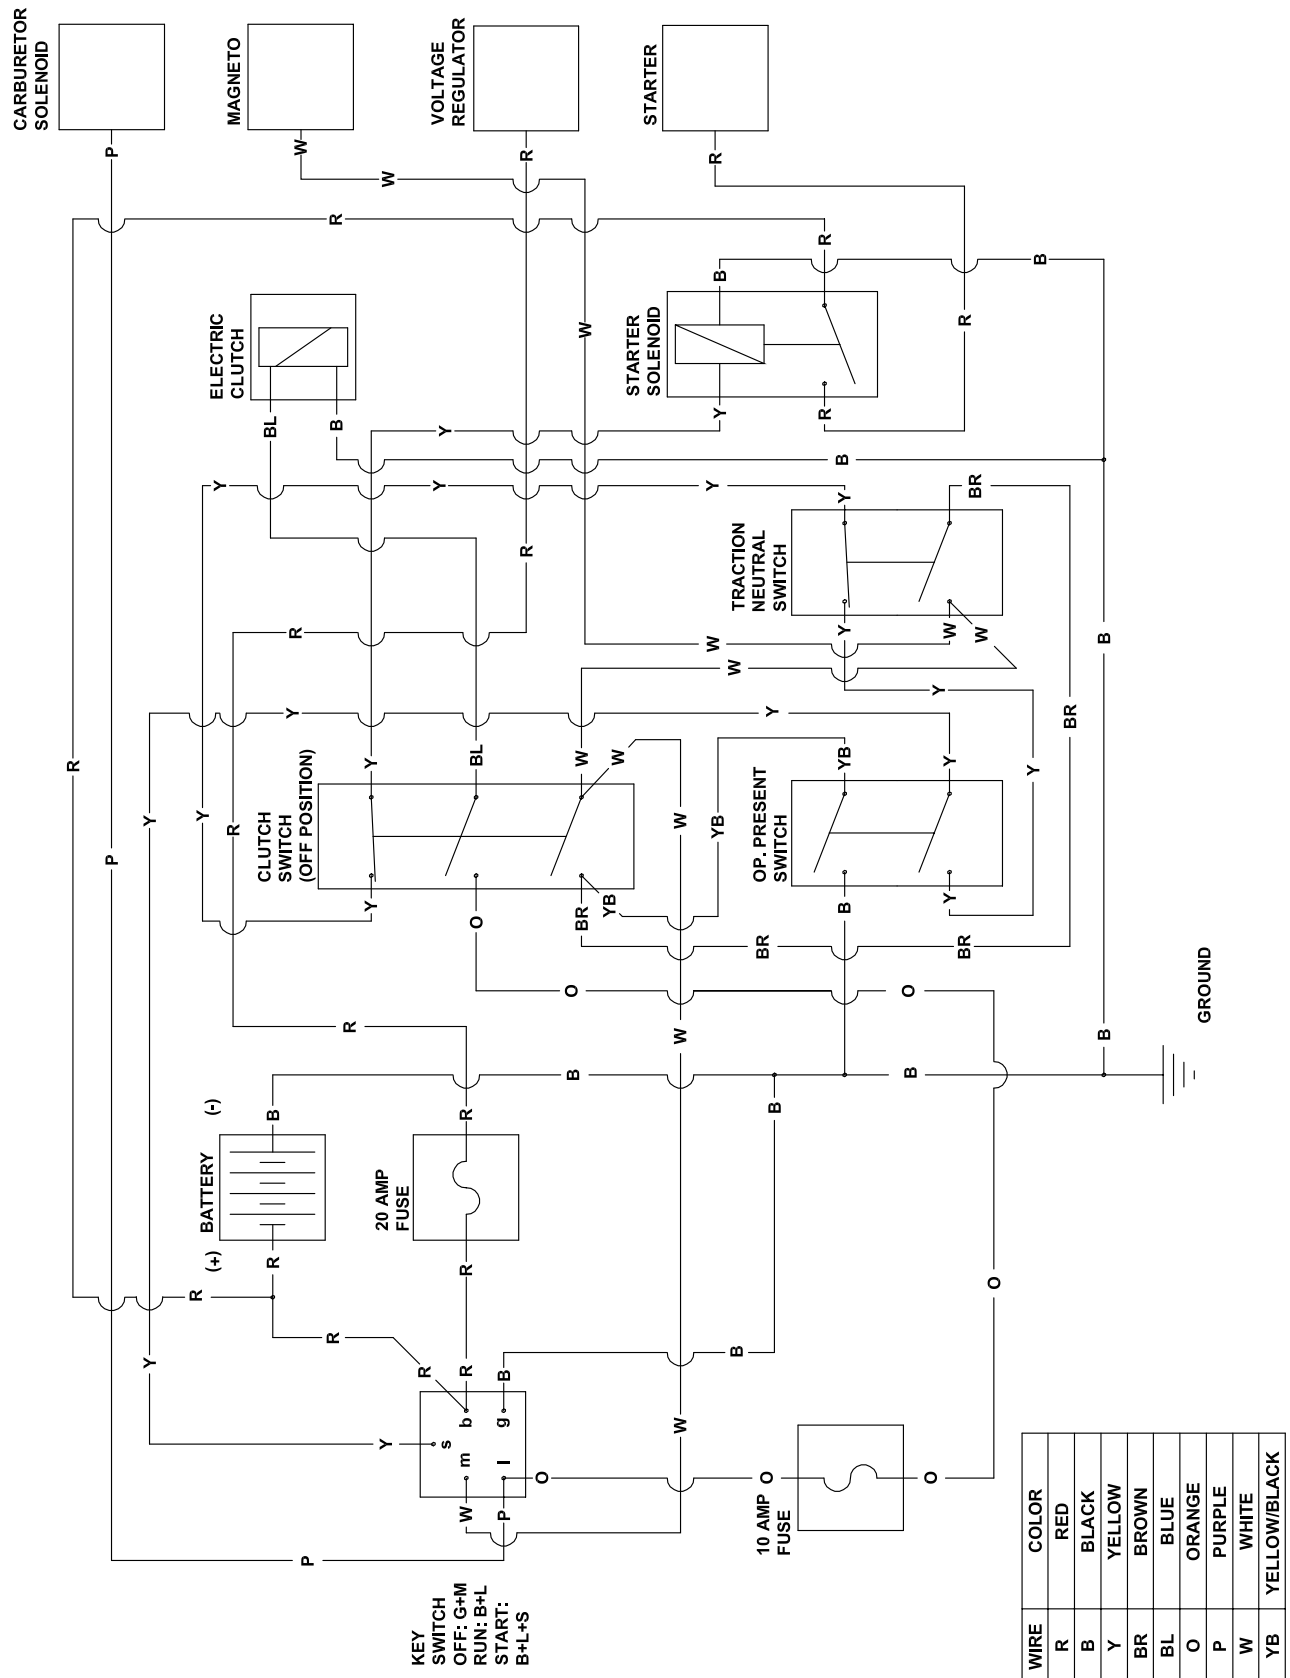 CARBURETOR
SOLENOID
MAGNETO
VOLTAGE
REGULATOR
STARTER
P
W
W
R
R
R
R
B
B
ELECTRIC
CLUTCH
STARTER
SOLENOID
W
R
BL
B
Y
Y
R
B
Y
Y
Y
Y
BR
TRACTION
NEUTRAL
SWITCH
R
R
Y
W
W
W
W
B
Y
Y
Y
BR
R
Y
BL
W
W
YB
Y
Y
CLUTCH
SWITCH
(OFF POSITION)
OP. PRESENT
SWITCH
Y
Y
R
W
YB
P
Y
O
BR
YB
B
Y
BR
BR
O
O
GROUND
R
W
B
B
B
(-)
B
R
B
BATTERY
20 AMP
FUSE
(+)
R
R
R
O
R
Y
R
R
B
B
Y
s
b
g
m
l
W
W
P
O
O
O
P
10 AMP
FUSE
KEY
SWITCH
OFF: G+M
RUN: B+L
START:
B+L+S
WIRE COLOR
R RED
B BLACK
Y YELLOW
BR BROWN
BL BLUE
O ORANGE
P PURPLE
W WHITE
YB YELLOW/BLACK